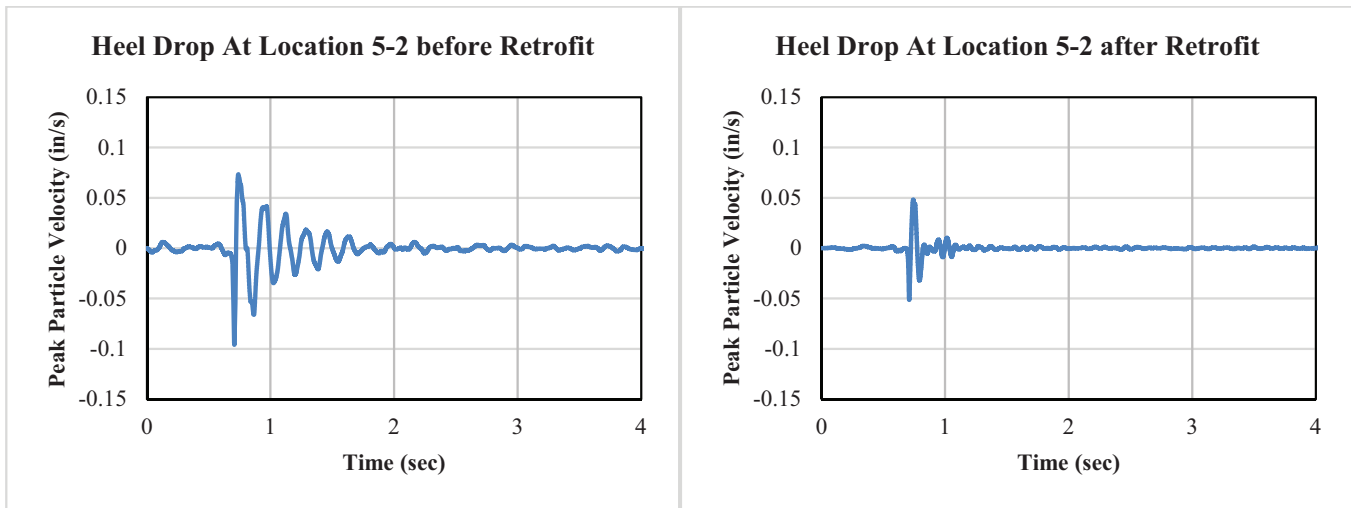 Heel Drop At Location 5-2 before Retrofit
Peak Particle Velocity (in/s)
0.15
0.1
0.05
0
-0.05
-0.1
-0.15
0 1 2 3 4
Time (sec)
Heel Drop At Location 5-2 after Retrofit
Peak Particle Velocity (in/s)
0.15
0.1
0.05
0
-0.05
-0.1
-0.15
0 1 2 3 4
Time (sec)